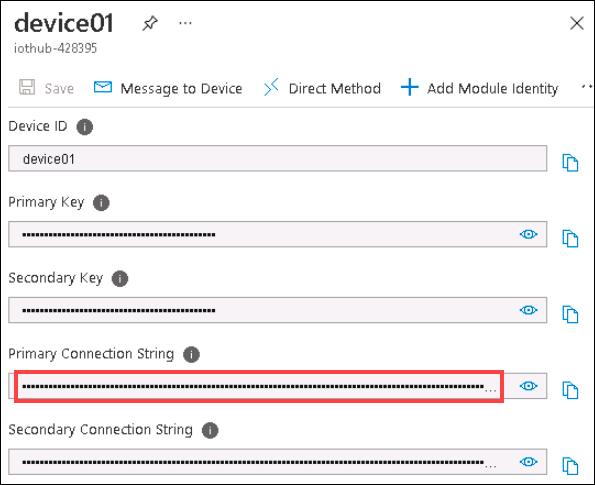 device01
iothub-428395
Save Message to Device Direct Method Add Module Identity
Device ID
device01
Primary Key
Secondary Key
Primary Connection String
...
Secondary Connection String
...